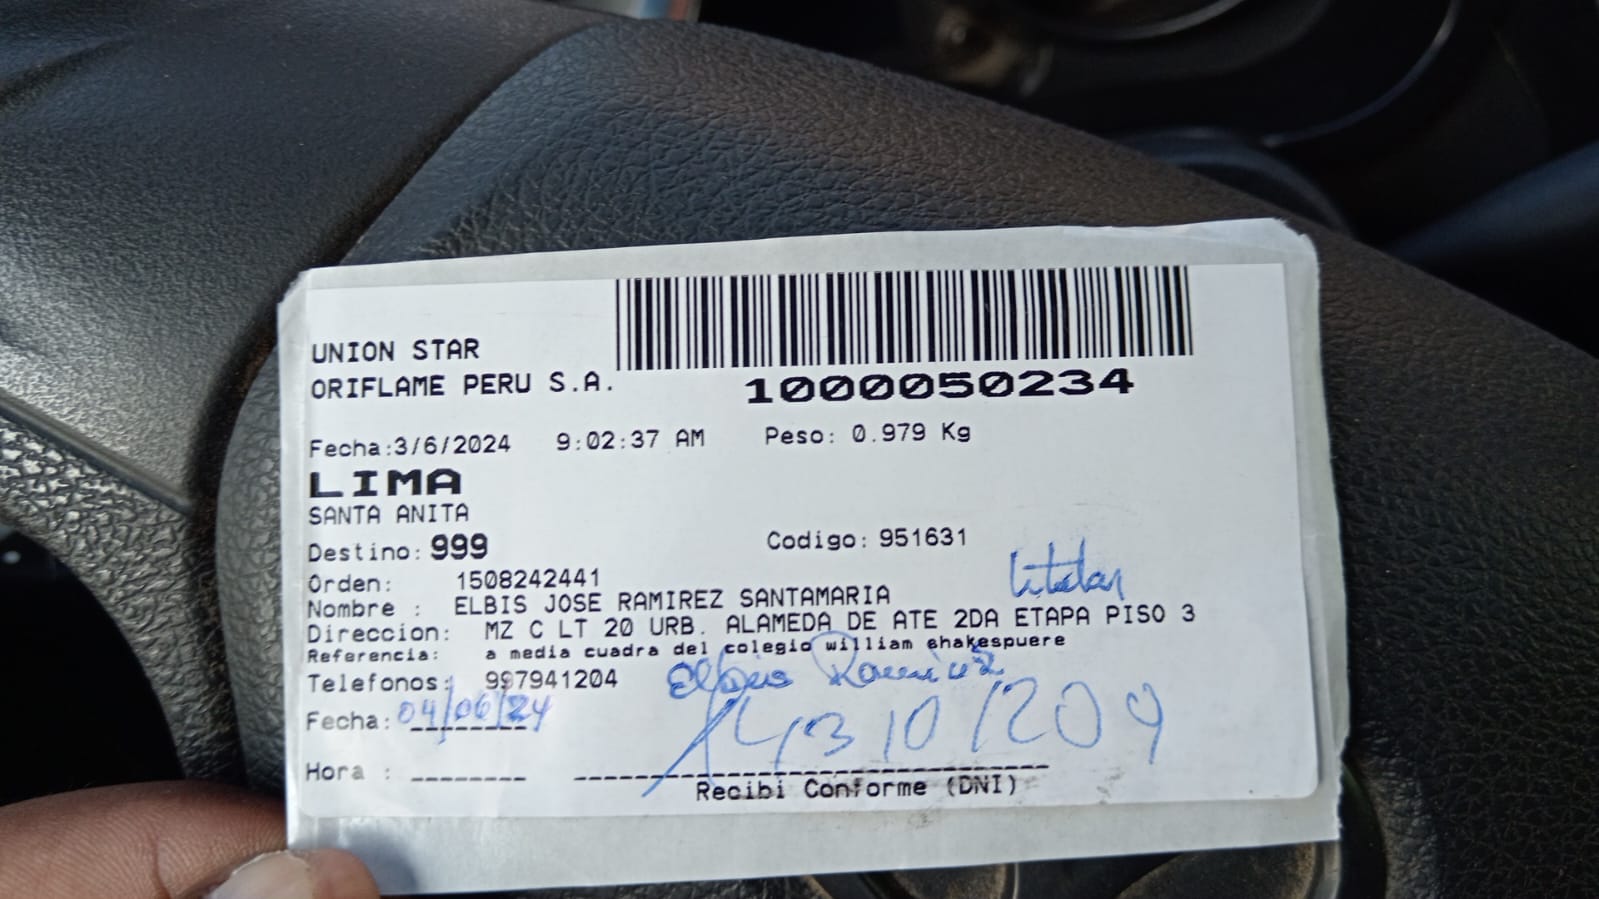 UNION STAR
ORIFLAME PERU S.A.
1000050234
Fecha:3/6/2024 9:02:37 AM Peso: 0.979 Kg
LIMA
SANTA ANITA
Destino: 999 Codigo: 951631
Orden: 1508242441
titular
Nombre : ELBIS JOSE RAMIREZ SANTAMARIA
Direccion: MZ C LT 20 URB. ALAMEDA DE ATE 2DA ETAPA PISO 3
Referencia: a media cuadra del colegio william shakespuere
Telefonos: 997941204
Elbis Ramirez
Fecha: 04/06/24
Hora :
Recibi Conforme (DNI)